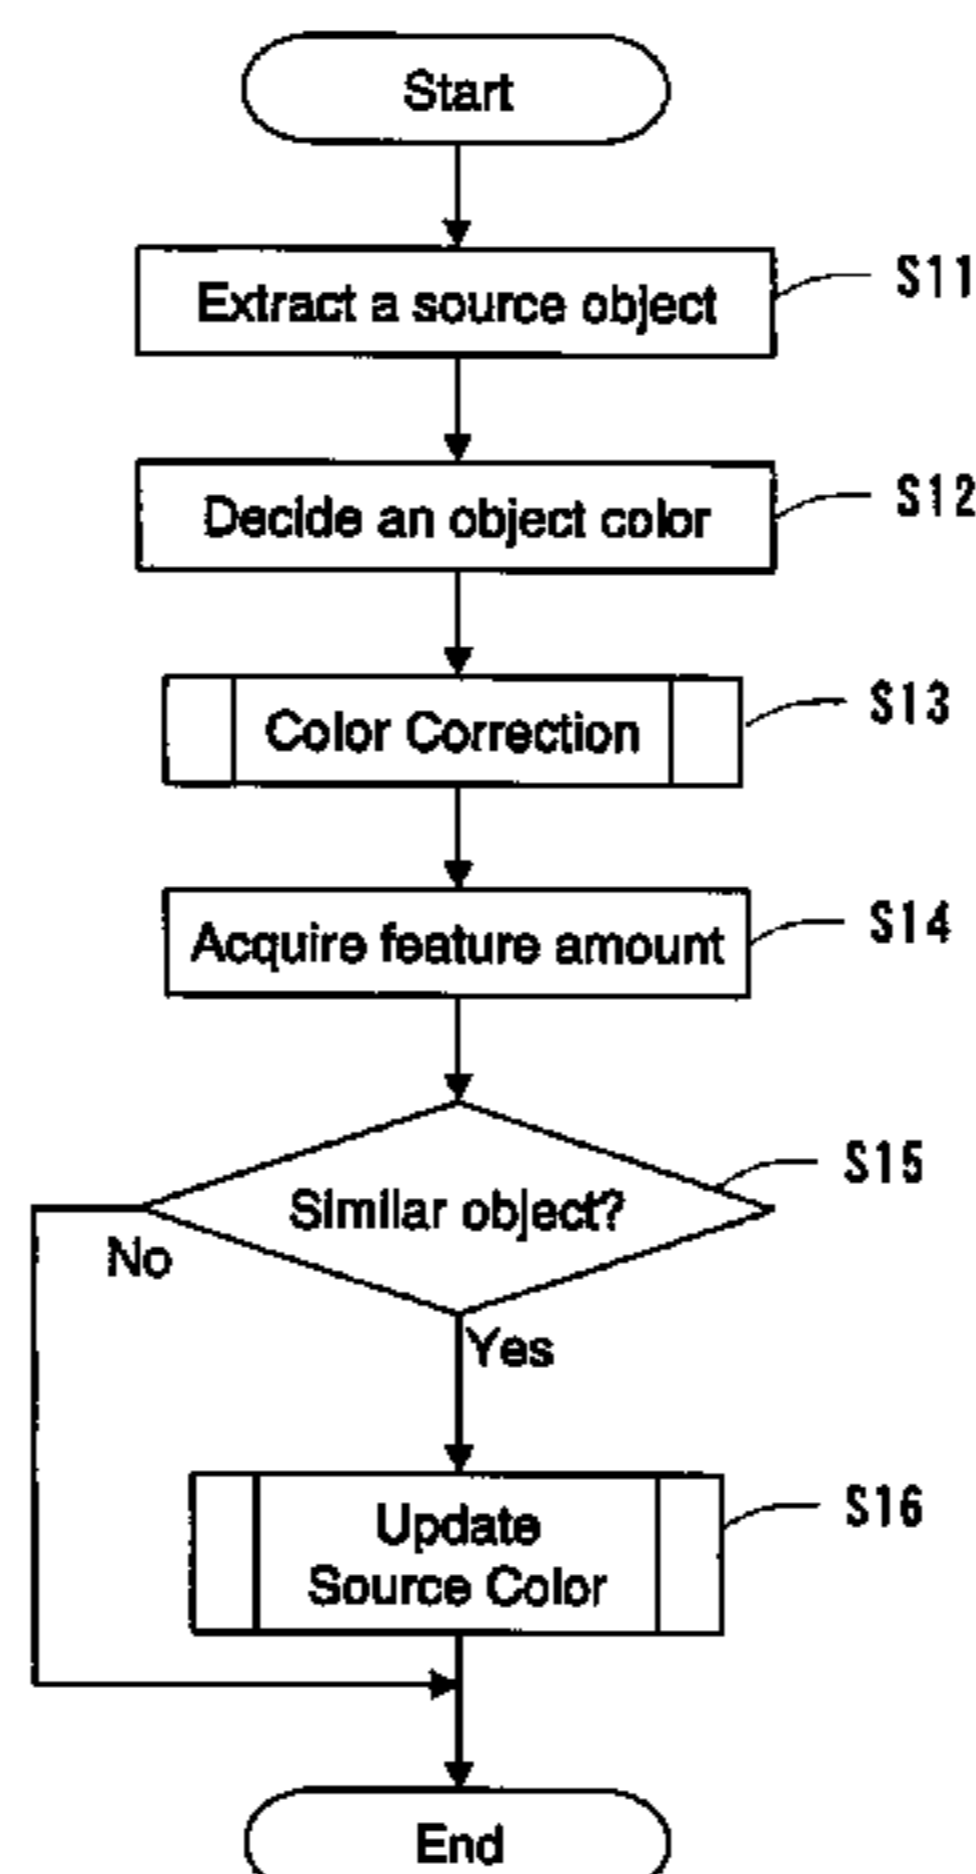 Start
Extract a source object
S11
Decide an object color
S12
Color Correction
S13
Acquire feature amount
S14
Similar object?
S15
No
Yes
Update
Source Color
S16
End